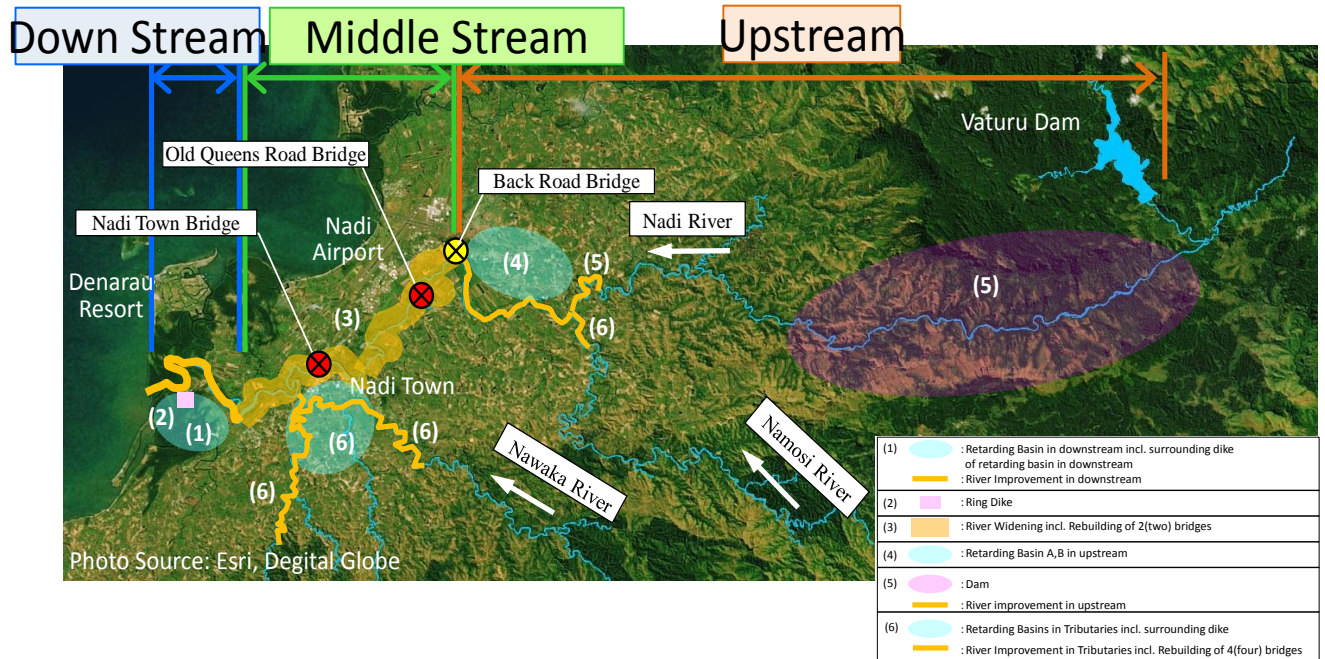 Down Stream
Middle Stream
Upstream
Vaturu Dam
Old Queens Road Bridge
Back Road Bridge
Nadi Town Bridge
Nadi
Airport
Nadi River
Denarau
Resort
(4)
(5)
(5)
(3)
(6)
Nadi Town
(2)
(1)
(6)
(6)
(6)
Nawaka River
Namosi River
Photo Source: Esri, Degital Globe
(1) : Retarding Basin in downstream incl. surrounding dike
of retarding basin in downstream
: River Improvement in downstream
(2) : Ring Dike
(3) : River Widening incl. Rebuilding of 2(two) bridges
(4) : Retarding Basin A,B in upstream
(5) : Dam
: River improvement in upstream
(6) : Retarding Basins in Tributaries incl. surrounding dike
: River Improvement in Tributaries incl. Rebuilding of 4(four) bridges